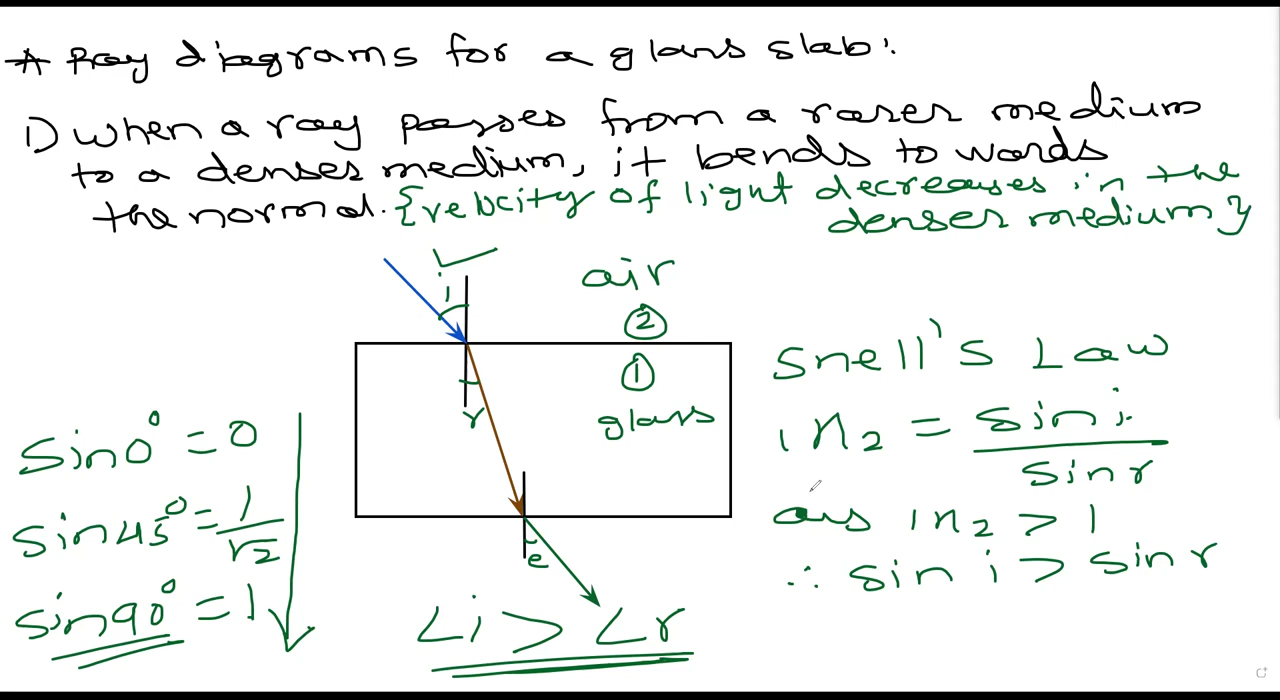 * Ray diagrams for a glass slab:
1) when a ray passes from a rarer medium
to a denser medium, it bends to words
the normal. {velocity of light decreases in the
denser medium}
i
air
2
1
glass
r
e
Snell's Law
1n2 = sin i / sin r
as 1n2 > 1
∴ sin i > sin r
sin0° = 0
sin45° = 1/√2
sin90° = 1
∠i > ∠r